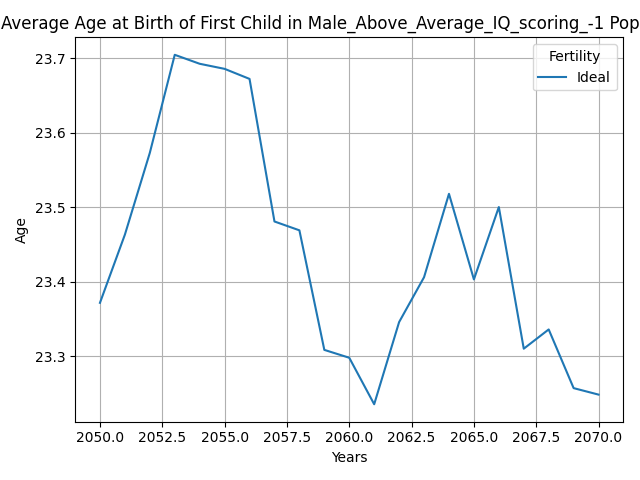 Average Age at Birth of First Child in Male_Above_Average_IQ_scoring_-1 Pop
Fertility
Ideal
23.7
23.6
23.5
23.4
23.3
Age
2050.0 2052.5 2055.0 2057.5 2060.0 2062.5 2065.0 2067.5 2070.0
Years